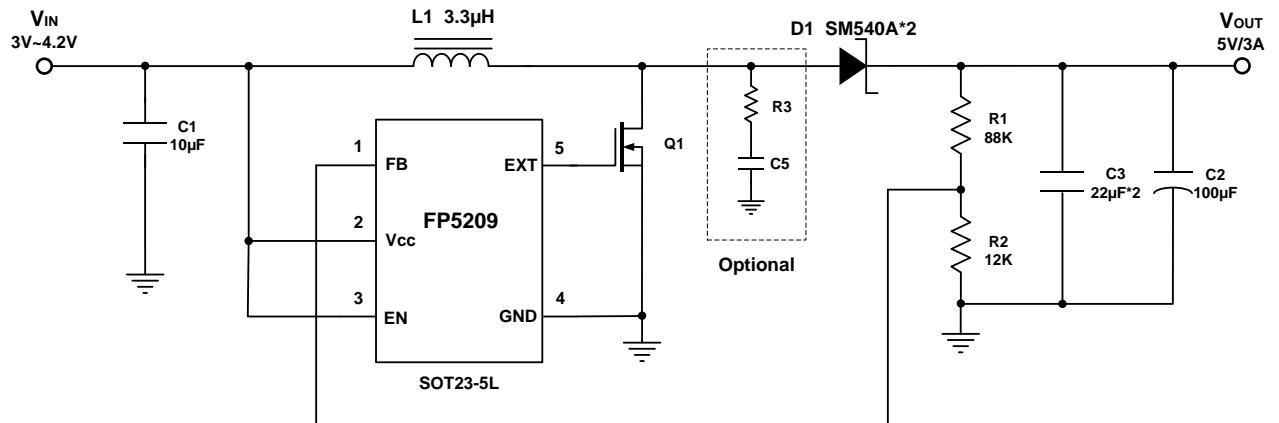 VIN
3V~4.2V
L1 3.3µH
D1 SM540A*2
VOUT
5V/3A
C1
10µF
1
FB
2
Vcc
3
EN
FP5209
5
EXT
4
GND
SOT23-5L
Q1
R3
C5
Optional
R1
88K
R2
12K
C3
22µF*2
C2
100µF